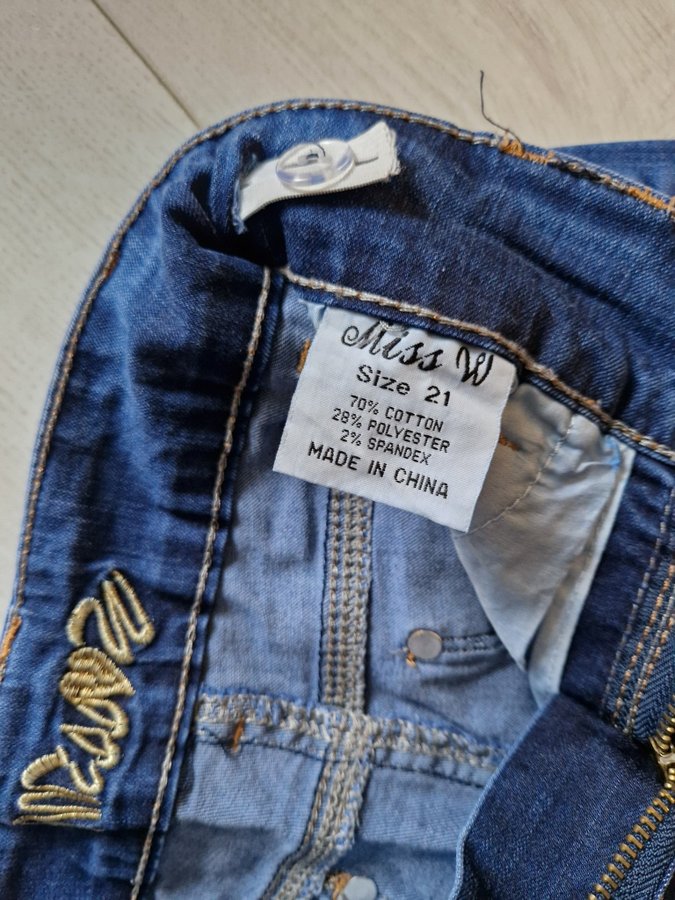 Miss W
Size 21
70% COTTON
28% POLYESTER
2% SPANDEX
MADE IN CHINA